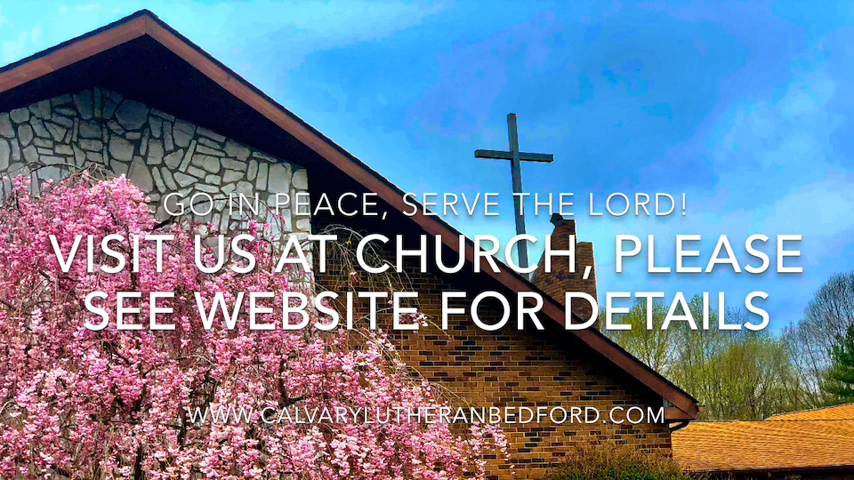 GO IN PEACE, SERVE THE LORD!
VISIT US AT CHURCH, PLEASE
SEE WEBSITE FOR DETAILS
WWW.CALVARYLUTHERANBEDFORD.COM